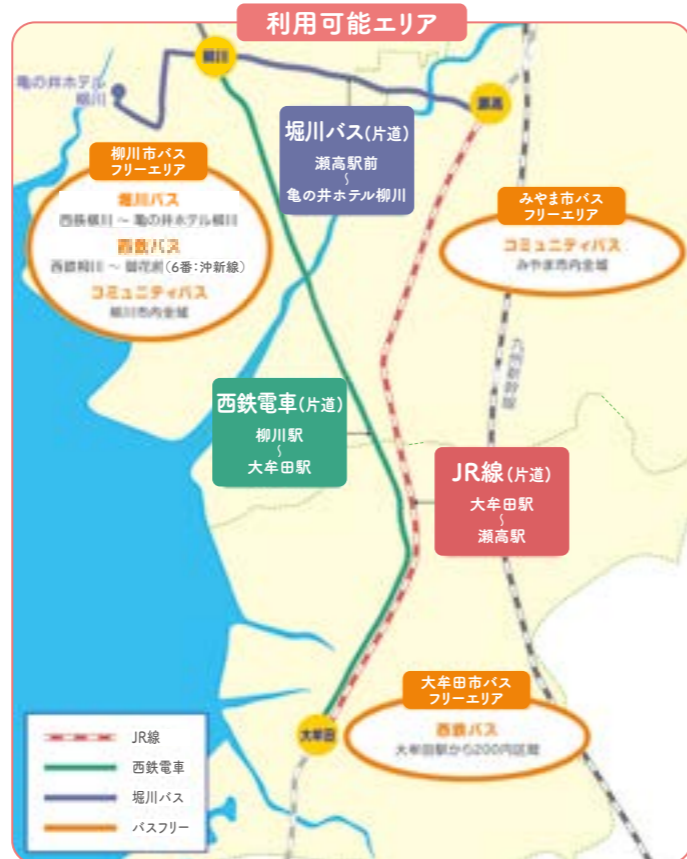 利用可能エリア
柳川
瀬高
亀の井ホテル
柳川
堀川バス(片道)
瀬高駅前
~
亀の井ホテル柳川
柳川市バス
フリーエリア
堀川バス
西鉄柳川 ~ 亀の井ホテル柳川
西鉄バス
西鉄柳川 ~ 御花前(6番:沖新線)
コミュニティバス
柳川市内全域
みやま市バス
フリーエリア
コミュニティバス
みやま市内全域
九州新幹線
西鉄電車(片道)
柳川駅
~
大牟田駅
JR線(片道)
大牟田駅
~
瀬高駅
大牟田市バス
フリーエリア
西鉄バス
大牟田駅から200円区間
大牟田
JR線
西鉄電車
堀川バス
バスフリー